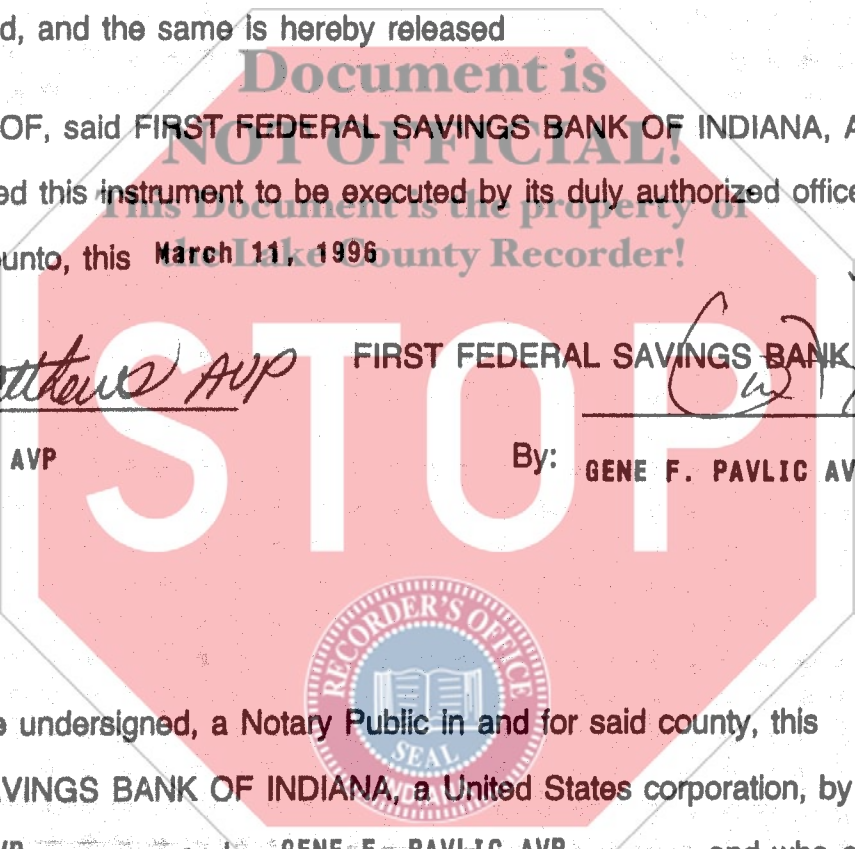 d, and the same is hereby released
Document is
OF, said FIRST FEDERAL SAVINGS BANK OF INDIANA, A
NOT OFFICIAL!
ed this instrument to be executed by its duly authorized office
This Document is the property of
unto, this March 11, 1996
the Lake County Recorder!
STOP
FIRST FEDERAL SAVINGS BANK
atthews AVP
AVP
By: GENE F. PAVLIC AV
RECORDER'S OFFICE
SEAL
e undersigned, a Notary Public in and for said county, this
AVINGS BANK OF INDIANA, a United States corporation, by
GENE F. PAVLIC AVP and who a